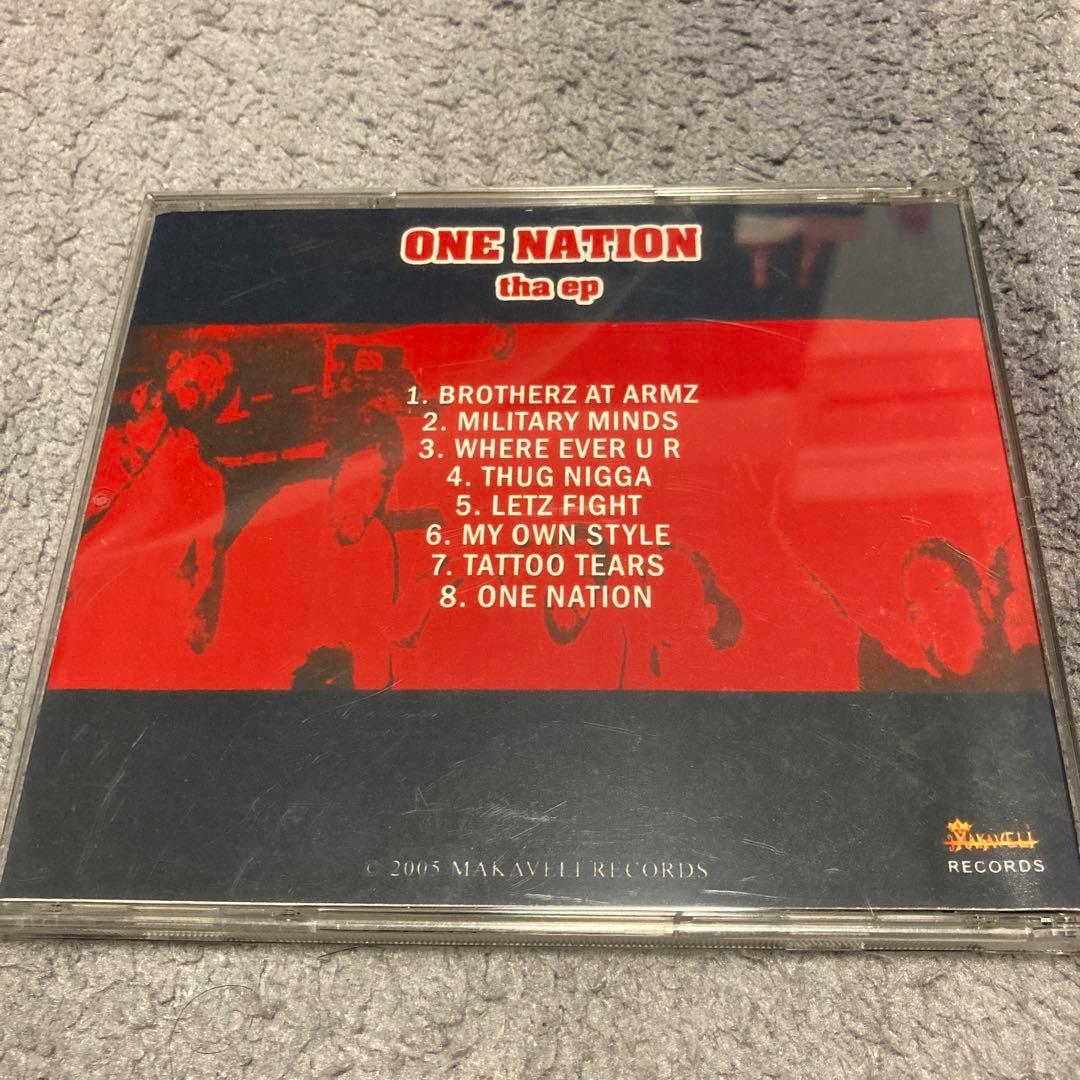 ONE NATION
tha ep
1. BROTHERZ AT ARMZ
2. MILITARY MINDS
3. WHERE EVER U R
4. THUG NIGGA
5. LETZ FIGHT
6. MY OWN STYLE
7. TATTOO TEARS
8. ONE NATION
MAKAVELI
RECORDS
© 2005 MAKAVELI RECORDS